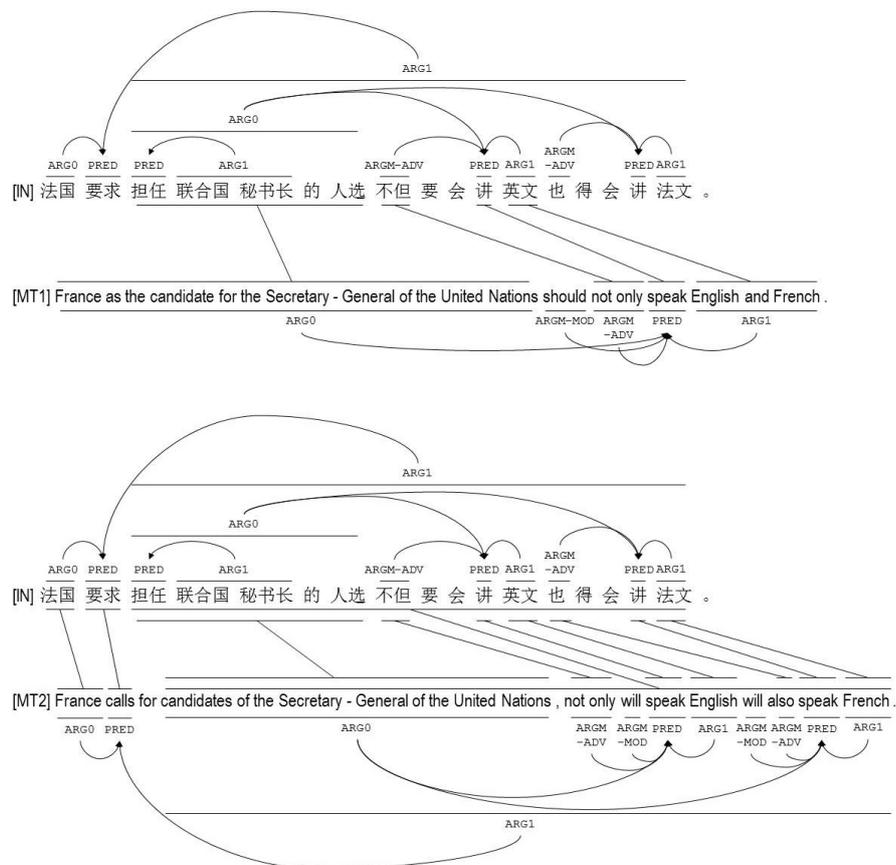 ARG1
ARG0
ARGM
-ADV
ARG0 PRED PRED ARG1 ARGM-ADV PRED ARG1 PRED ARG1
[IN] 法国 要求 担任 联合国 秘书长 的 人选 不但 要 会 讲 英文 也 得 会 讲 法文 。
[MT1] France as the candidate for the Secretary - General of the United Nations should not only speak English and French .
ARG0 ARGM-MOD ARGM PRED ARG1
-ADV
ARG1
ARG0
ARGM
-ADV
ARG0 PRED PRED ARG1 ARGM-ADV PRED ARG1 PRED ARG1
[IN] 法国 要求 担任 联合国 秘书长 的 人选 不但 要 会 讲 英文 也 得 会 讲 法文 。
[MT2] France calls for candidates of the Secretary - General of the United Nations , not only will speak English will also speak French .
ARG0 PRED ARG0 ARGM ARGM PRED ARG1 ARGM ARGM PRED ARG1
-ADV -MOD -MOD -ADV
ARG1